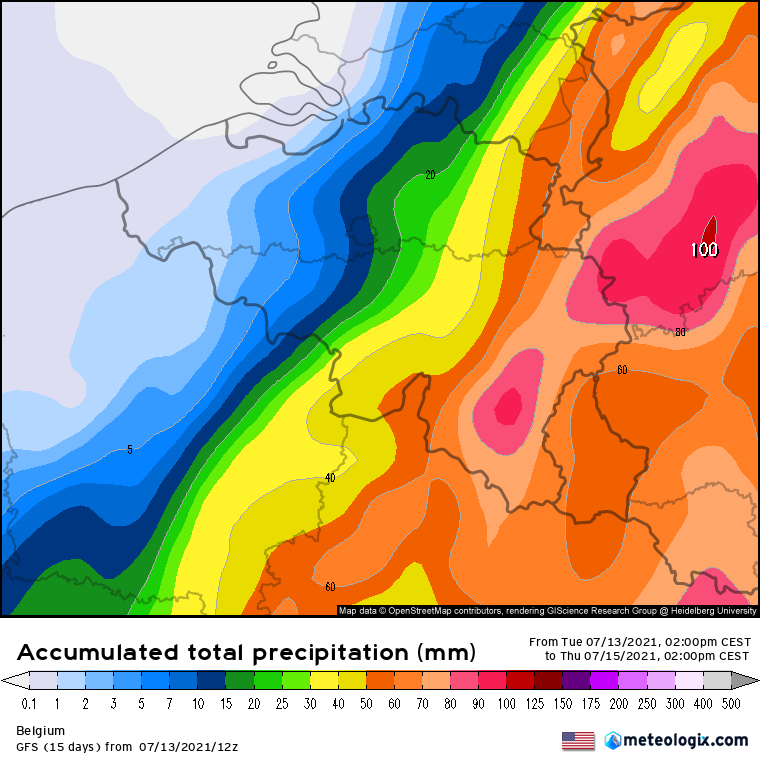 20
100
80
60
5
40
60
Map data © OpenStreetMap contributors, rendering GIScience Research Group @ Heidelberg University
Accumulated total precipitation (mm)
From Tue 07/13/2021, 02:00pm CEST
to Thu 07/15/2021, 02:00pm CEST
0.1 1 2 3 5 7 10 15 20 25 30 40 50 60 70 80 90 100 125 150 175 200 250 300 400 500
Belgium
GFS (15 days) from 07/13/2021/12z
meteologix.com